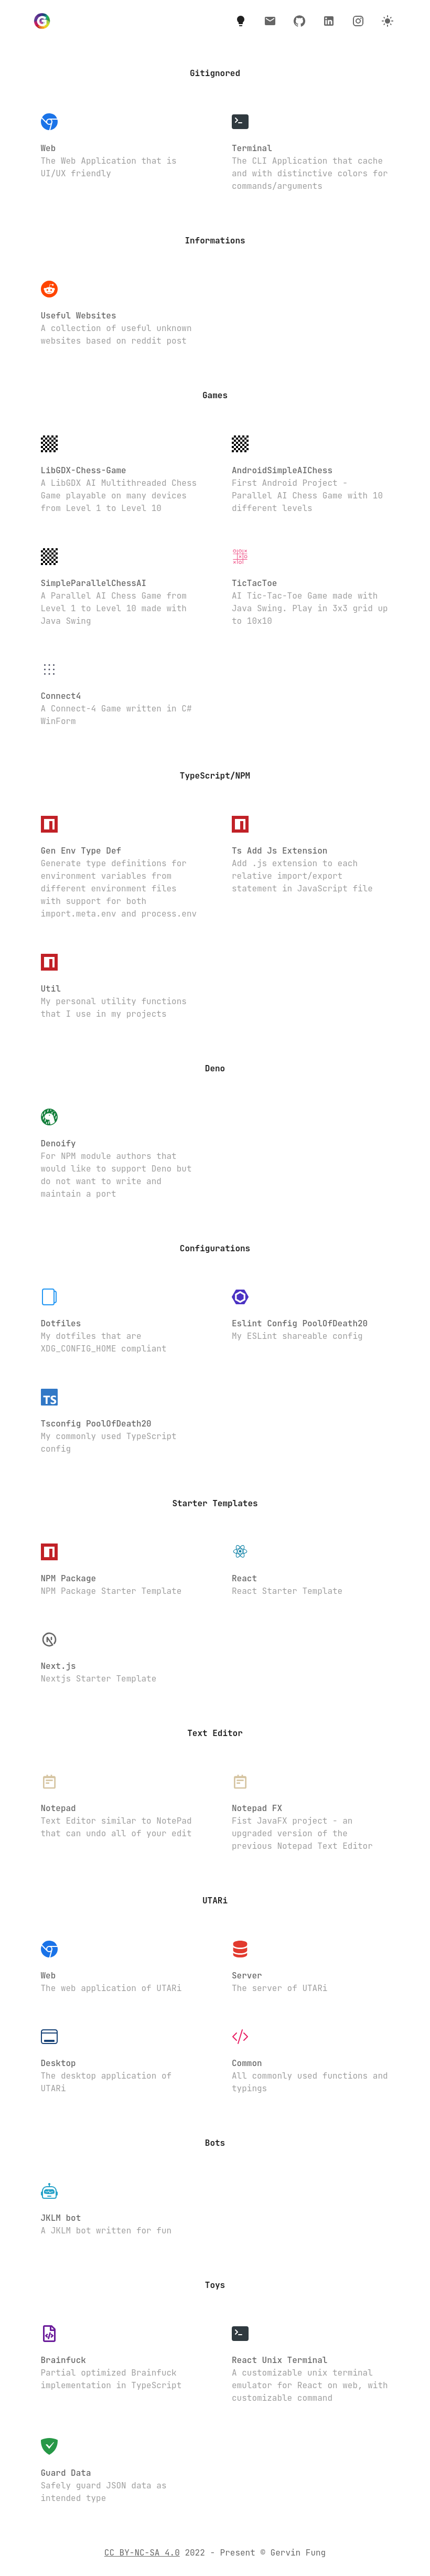 Gitignored
Web
The Web Application that is
UI/UX friendly
Terminal
The CLI Application that cache
and with distinctive colors for
commands/arguments
Informations
Useful Websites
A collection of useful unknown
websites based on reddit post
Games
LibGDX-Chess-Game
A LibGDX AI Multithreaded Chess
Game playable on many devices
from Level 1 to Level 10
AndroidSimpleAIChess
First Android Project -
Parallel AI Chess Game with 10
different levels
SimpleParallelChessAI
A Parallel AI Chess Game from
Level 1 to Level 10 made with
Java Swing
TicTacToe
AI Tic-Tac-Toe Game made with
Java Swing. Play in 3x3 grid up
to 10x10
Connect4
A Connect-4 Game written in C#
WinForm
TypeScript/NPM
Gen Env Type Def
Generate type definitions for
environment variables from
different environment files
with support for both
import.meta.env and process.env
Ts Add Js Extension
Add .js extension to each
relative import/export
statement in JavaScript file
Util
My personal utility functions
that I use in my projects
Deno
Denoify
For NPM module authors that
would like to support Deno but
do not want to write and
maintain a port
Configurations
Dotfiles
My dotfiles that are
XDG_CONFIG_HOME compliant
Eslint Config PoolOfDeath20
My ESLint shareable config
TS
Tsconfig PoolOfDeath20
My commonly used TypeScript
config
Starter Templates
NPM Package
NPM Package Starter Template
React
React Starter Template
Next.js
Nextjs Starter Template
Text Editor
Notepad
Text Editor similar to NotePad
that can undo all of your edit
Notepad FX
Fist JavaFX project - an
upgraded version of the
previous Notepad Text Editor
UTARi
Web
The web application of UTARi
Server
The server of UTARi
Desktop
The desktop application of
UTARi
Common
All commonly used functions and
typings
Bots
JKLM bot
A JKLM bot written for fun
Toys
Brainfuck
Partial optimized Brainfuck
implementation in TypeScript
React Unix Terminal
A customizable unix terminal
emulator for React on web, with
customizable command
Guard Data
Safely guard JSON data as
intended type
CC BY-NC-SA 4.0 2022 - Present © Gervin Fung